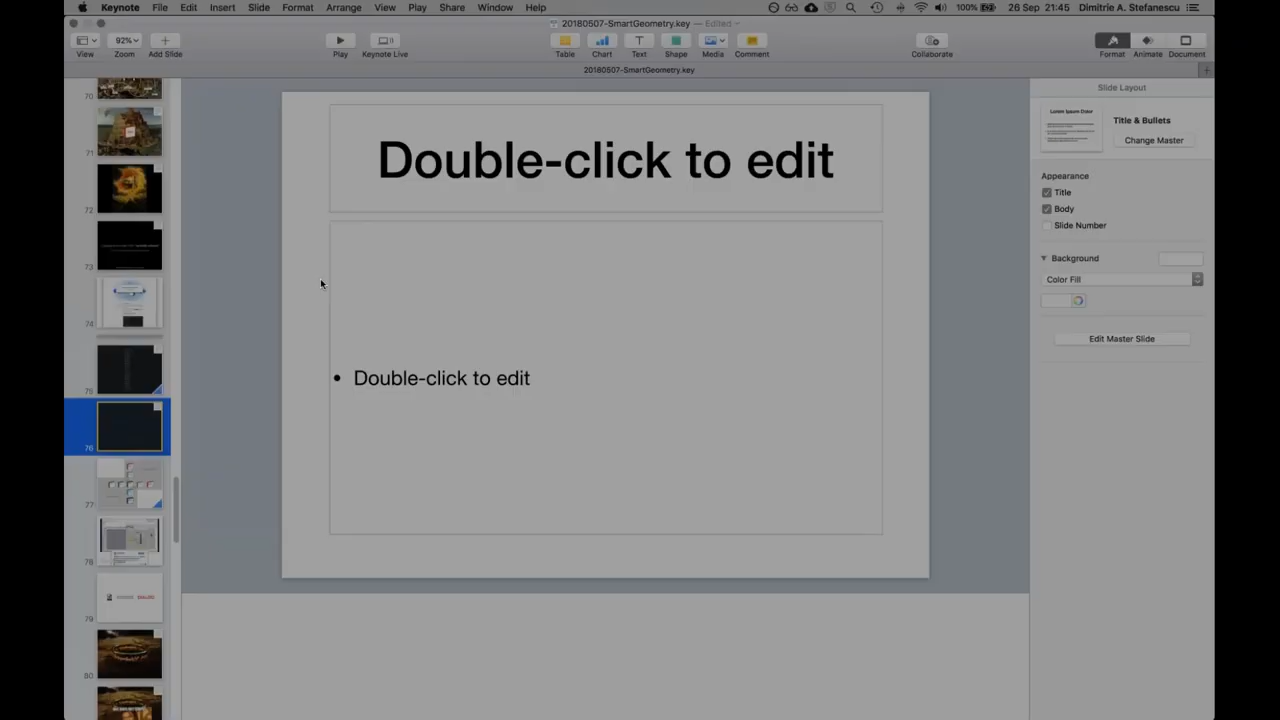 Keynote File Edit Insert Slide Format Arrange View Play Share Window Help 100% 26 Sep 21:45 Dimitrie A. Stefanescu
20180507-SmartGeometry.key — Edited
92%
View Zoom Add Slide Play Keynote Live Table Chart Text Shape Media Comment Collaborate Format Animate Document
20180507-SmartGeometry.key
Slide Layout
Title & Bullets
Change Master
Appearance
Title
Body
Slide Number
Background
Color Fill
Edit Master Slide
Double-click to edit
• Double-click to edit
70
71
72
73
74
75
76
77
78
79
80